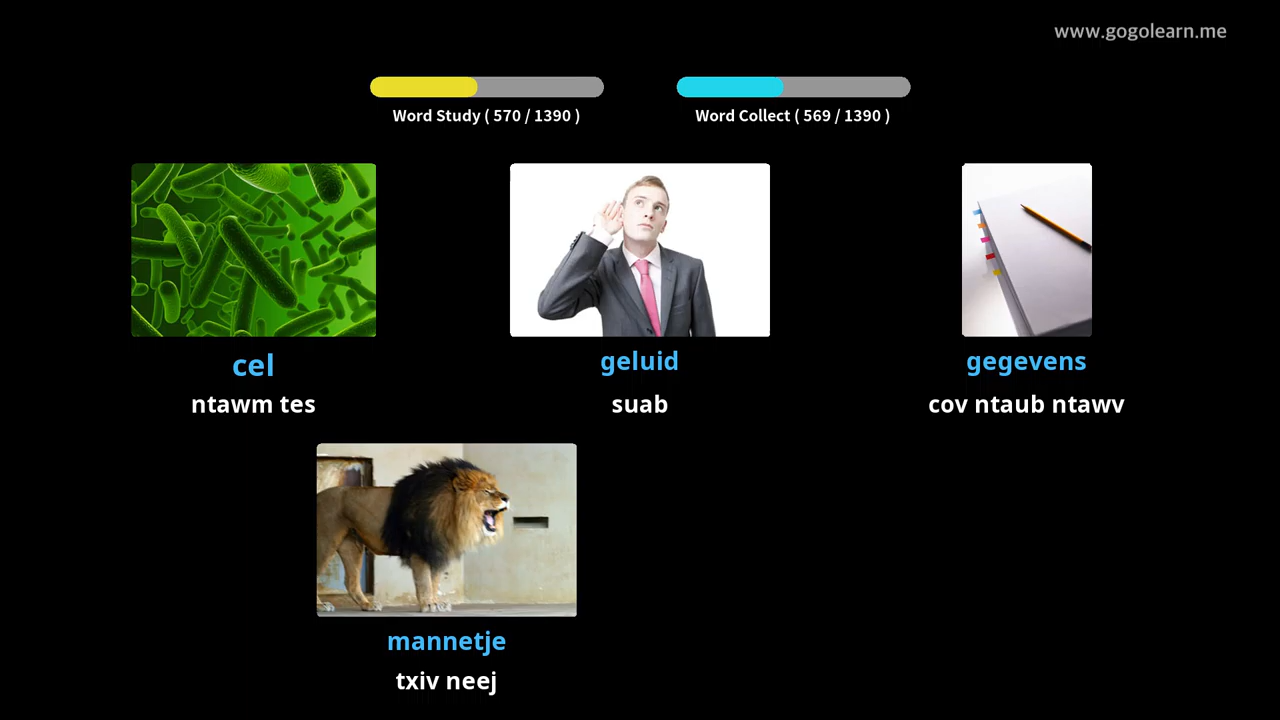 www.gogolearn.me
Word Study ( 570 / 1390 )
Word Collect ( 569 / 1390 )
cel
ntawm tes
geluid
suab
gegevens
cov ntaub ntawv
mannetje
txiv neej